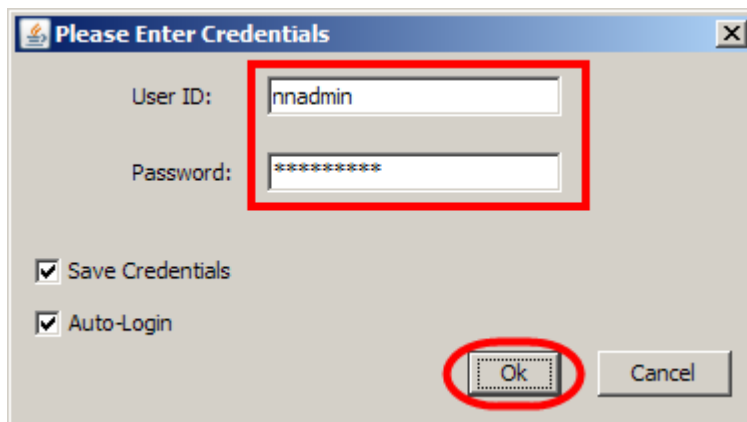 Please Enter Credentials
User ID: nnadmin
Password: *********
Save Credentials
Auto-Login
Ok Cancel